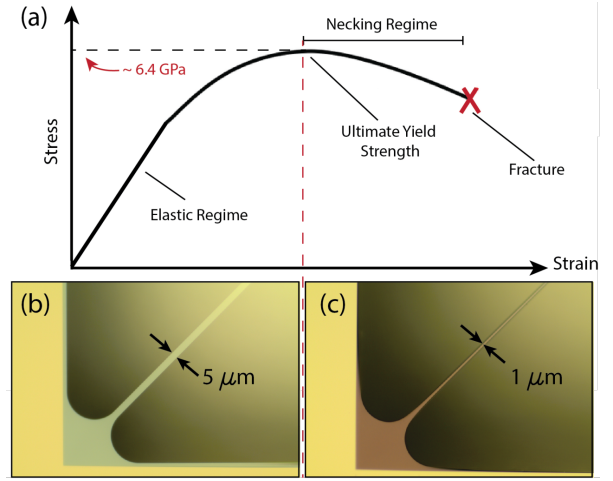 (a)
Necking Regime
~ 6.4 GPa
Ultimate Yield
Strength
Fracture
Stress
Elastic Regime
Strain
(b)
5 μm
(c)
1 μm